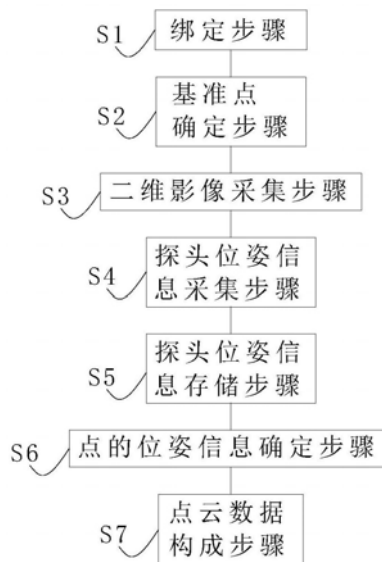 S1
绑定步骤
S2
基准点
确定步骤
S3
二维影像采集步骤
S4
探头位姿信
息采集步骤
S5
探头位姿信
息存储步骤
S6
点的位姿信息确定步骤
S7
点云数据
构成步骤